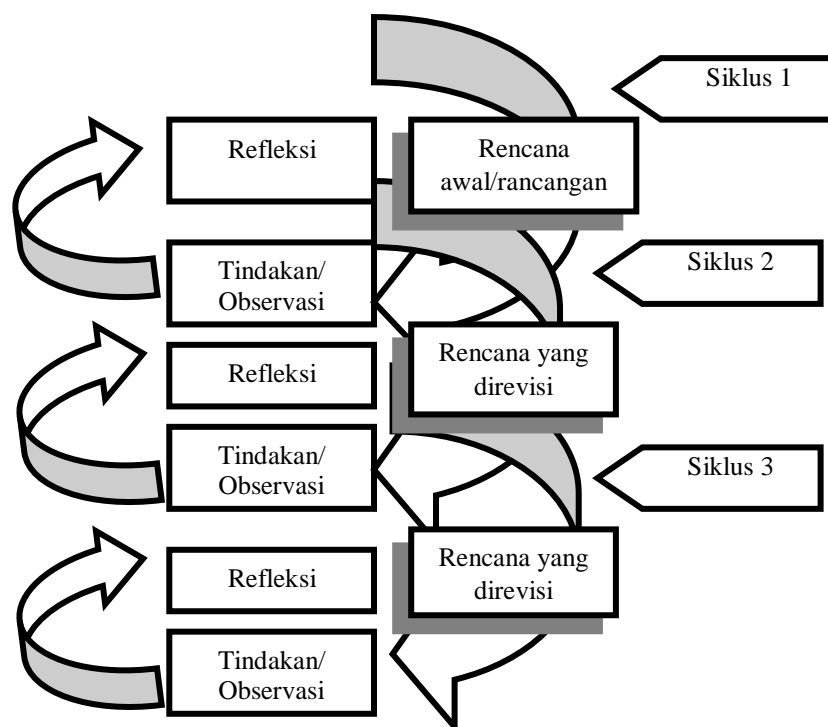 Siklus 1
Refleksi
Rencana
awal/rancangan
Tindakan/
Observasi
Siklus 2
Refleksi
Rencana yang
direvisi
Tindakan/
Observasi
Siklus 3
Refleksi
Rencana yang
direvisi
Tindakan/
Observasi